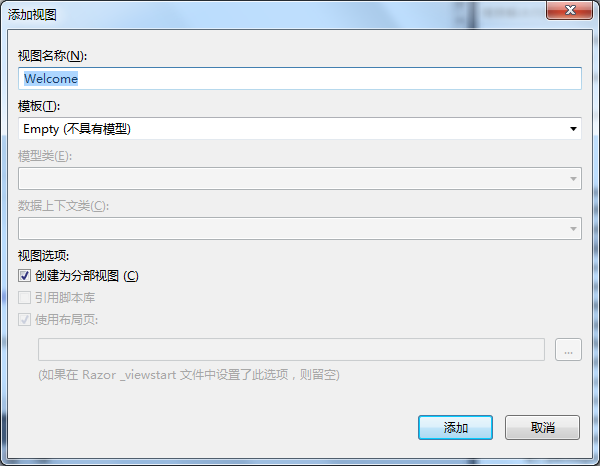 添加视图
视图名称(N):
Welcome
模板(T):
Empty (不具有模型)
模型类(E):
数据上下文类(C):
视图选项:
创建为分部视图 (C)
引用脚本库
使用布局页:
...
(如果在 Razor _viewstart 文件中设置了此选项，则留空)
添加 取消